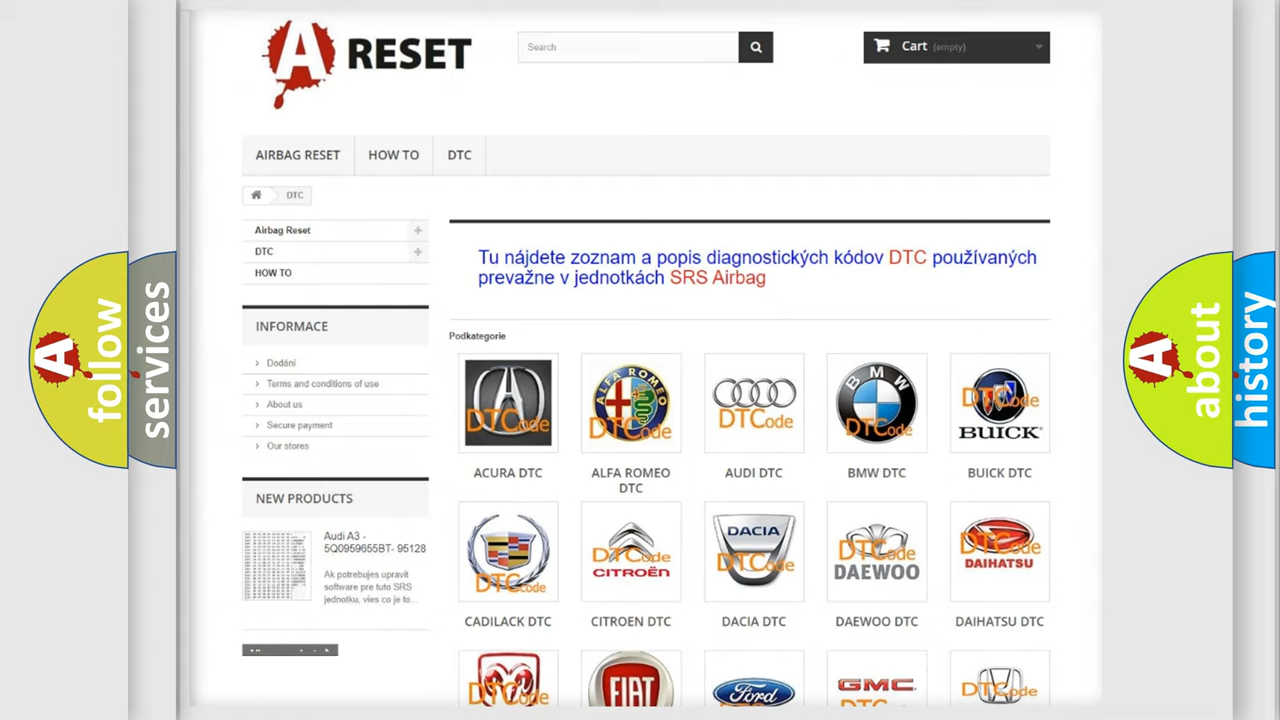 A RESET
Search
Cart (empty)
AIRBAG RESET
HOW TO
DTC
DTC
Airbag Reset
DTC
HOW TO
Tu nájdete zoznam a popis diagnostických kódov DTC používaných
prevažne v jednotkách SRS Airbag
INFORMACE
Dodání
Terms and conditions of use
About us
Secure payment
Our stores
NEW PRODUCTS
Audi A3 -
5Q0959655BT- 95128
Ak potrebujes upravit
software pre tuto SRS
jednotku, vies co je to...
Podkategorie
DTCode
ALFA ROMEO
DTCode
DTCode
BMW
DTCode
DTCode
BUICK
ACURA DTC
ALFA ROMEO
DTC
AUDI DTC
BMW DTC
BUICK DTC
DTCode
DTCode
CITROËN
DACIA
DTCode
DTCode
DAEWOO
DTCode
DAIHATSU
CADILACK DTC
CITROEN DTC
DACIA DTC
DAEWOO DTC
DAIHATSU DTC
DTCode
FIAT
Ford
GMC
DTCode
A follow
services
A about
history